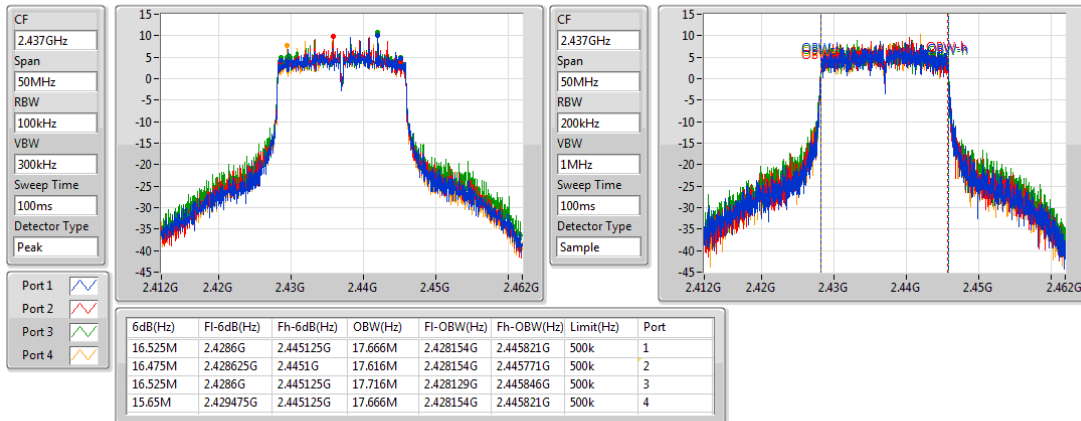 CF
2.437GHz
Span
50MHz
RBW
100kHz
VBW
300kHz
Sweep Time
100ms
Detector Type
Peak
15
10
5
0
-5
-10
-15
-20
-25
-30
-35
-40
-45
2.412G 2.43G 2.44G 2.45G 2.462G
CF
2.437GHz
Span
50MHz
RBW
200kHz
VBW
1MHz
Sweep Time
100ms
Detector Type
Sample
15
10
5
0
-5
-10
-15
-20
-25
-30
-35
-40
-45
OBW-h
2.412G 2.42G 2.43G 2.44G 2.45G 2.462G
Port 1
Port 2
Port 3
Port 4
6dB(Hz) Fl-6dB(Hz) Fh-6dB(Hz) OBW(Hz) Fl-OBW(Hz) Fh-OBW(Hz) Limit(Hz) Port
16.525M 2.4286G 2.445125G 17.666M 2.428154G 2.445821G 500k 1
16.475M 2.428625G 2.4451G 17.616M 2.428154G 2.445771G 500k 2
16.525M 2.4286G 2.445125G 17.716M 2.428129G 2.445846G 500k 3
15.65M 2.429475G 2.445125G 17.666M 2.428154G 2.445821G 500k 4